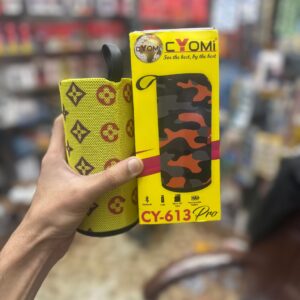 CYOMI
CYOMI
See the best, by the best
CY-613 Pro